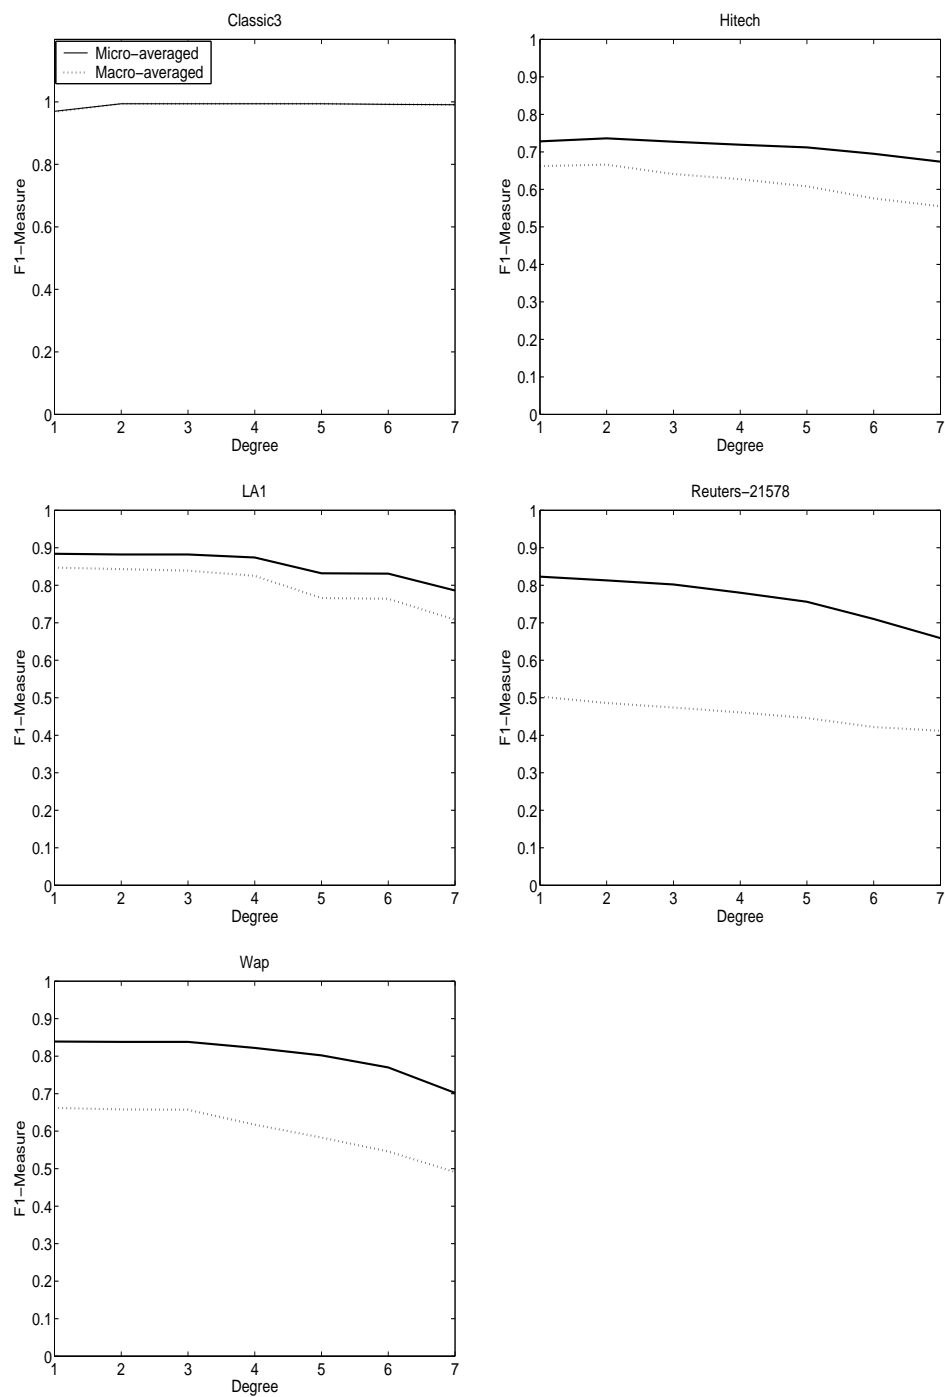 Classic3
Micro−averaged
Macro−averaged
1
0.8
0.6
0.4
0.2
0
F1−Measure
1 2 3 4 5 6 7
Degree
Hitech
1
0.9
0.8
0.7
0.6
0.5
0.4
0.3
0.2
0.1
0
F1−Measure
1 2 3 4 5 6 7
Degree
LA1
1
0.9
0.8
0.7
0.6
0.5
0.4
0.3
0.2
0.1
0
F1−Measure
1 2 3 4 5 6 7
Degree
Reuters−21578
1
0.9
0.8
0.7
0.6
0.5
0.4
0.3
0.2
0.1
0
F1−Measure
1 2 3 4 5 6 7
Degree
Wap
1
0.9
0.8
0.7
0.6
0.5
0.4
0.3
0.2
0.1
0
F1−Measure
1 2 3 4 5 6 7
Degree